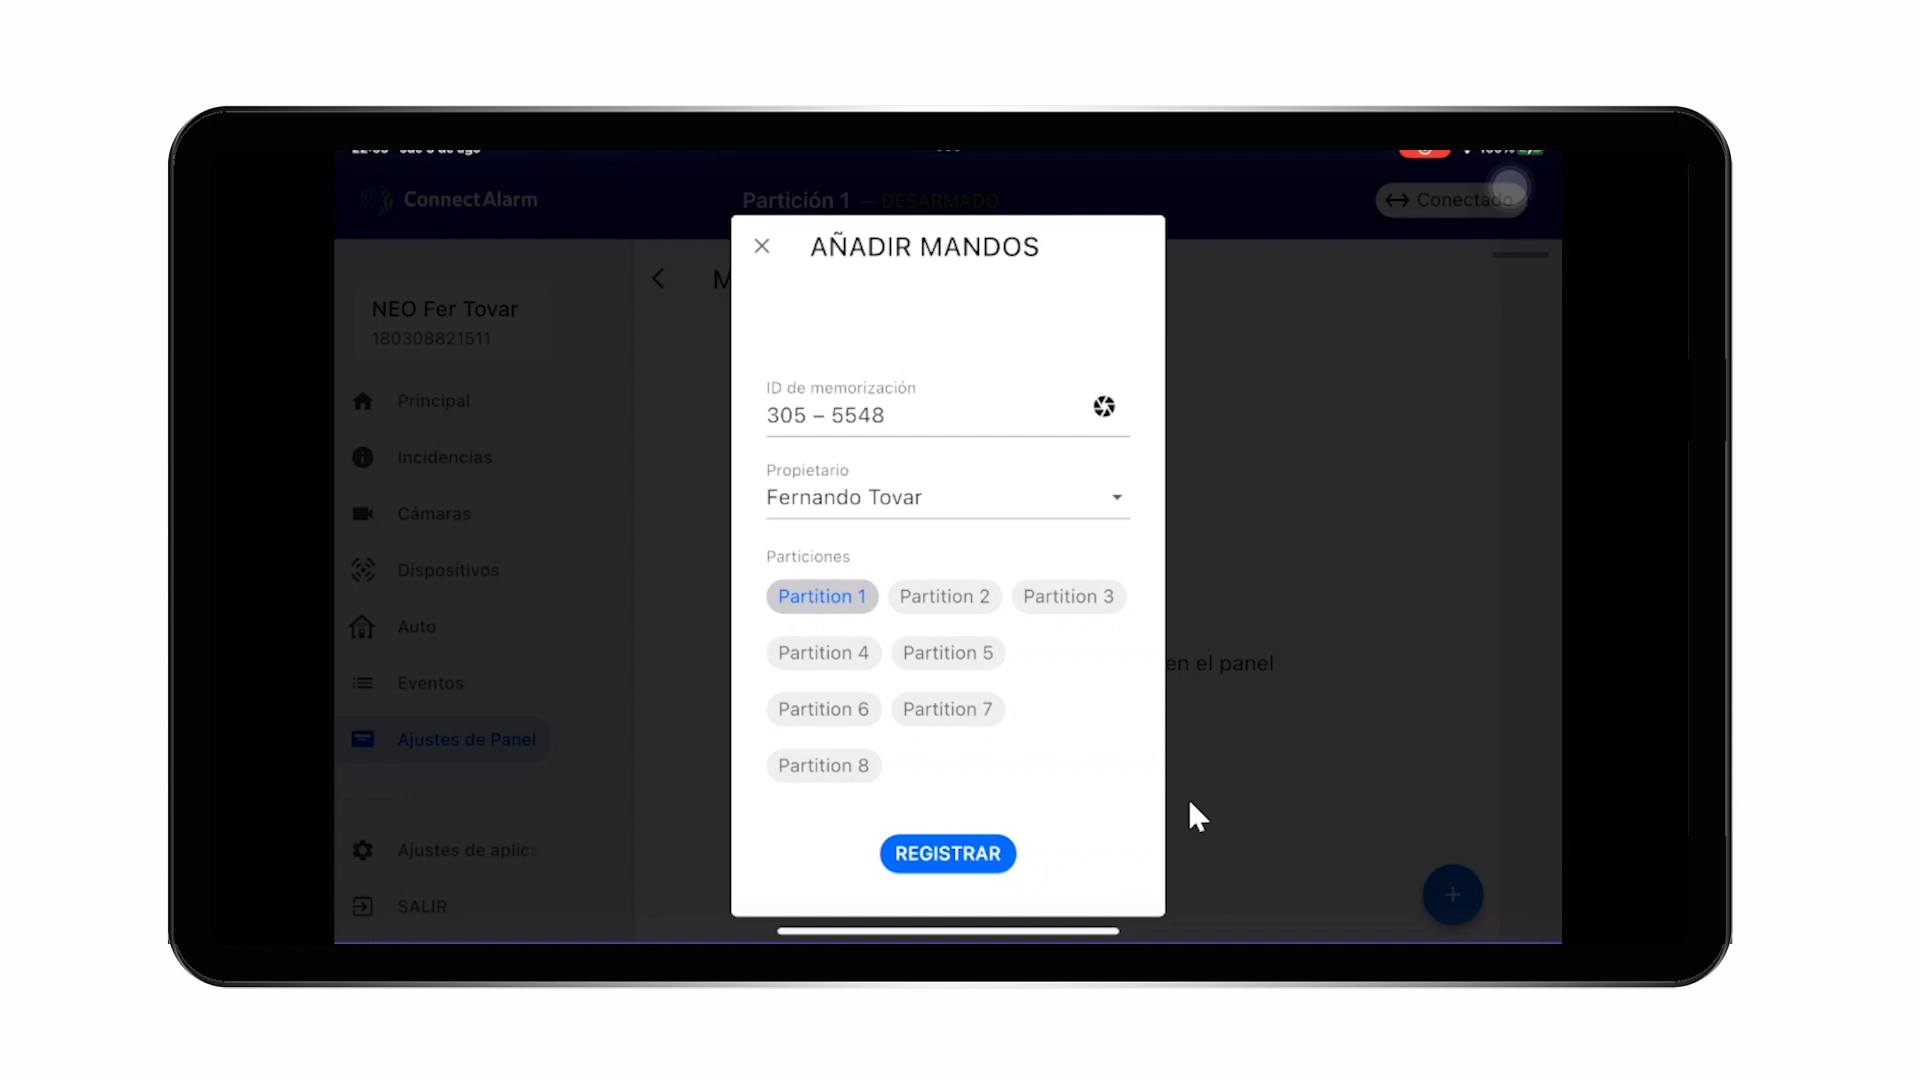 ConnectAlarm
Partición 1 — DESARMADO
Conectado
AÑADIR MANDOS
NEO Fer Tovar
180308821511
Principal
Incidencias
Cámaras
Dispositivos
Auto
Eventos
Ajustes de Panel
Ajustes de aplic
SALIR
ID de memorización
305 – 5548
Propietario
Fernando Tovar
Particiones
Partition 1 Partition 2 Partition 3
Partition 4 Partition 5
Partition 6 Partition 7
Partition 8
REGISTRAR
en el panel